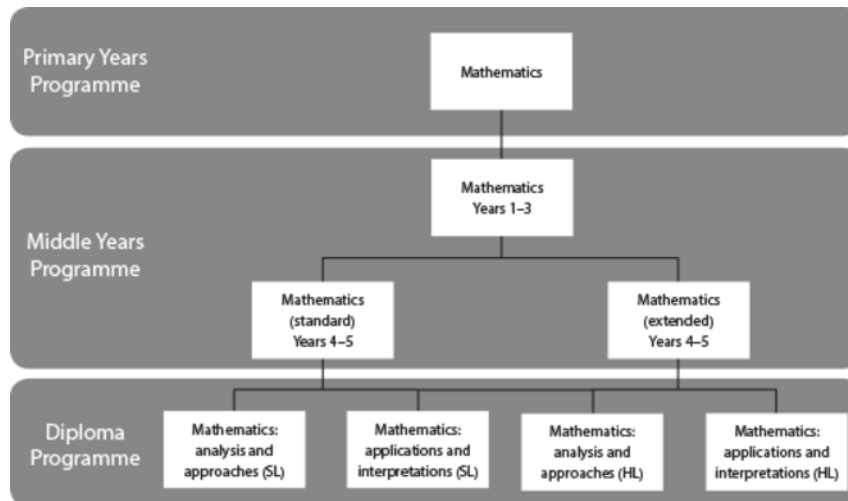 Primary Years
Programme
Mathematics
Middle Years
Programme
Mathematics
Years 1–3
Mathematics
(standard)
Years 4–5
Mathematics
(extended)
Years 4–5
Diploma
Programme
Mathematics:
analysis and
approaches (SL)
Mathematics:
applications and
interpretations (SL)
Mathematics:
analysis and
approaches (HL)
Mathematics:
applications and
interpretations (HL)